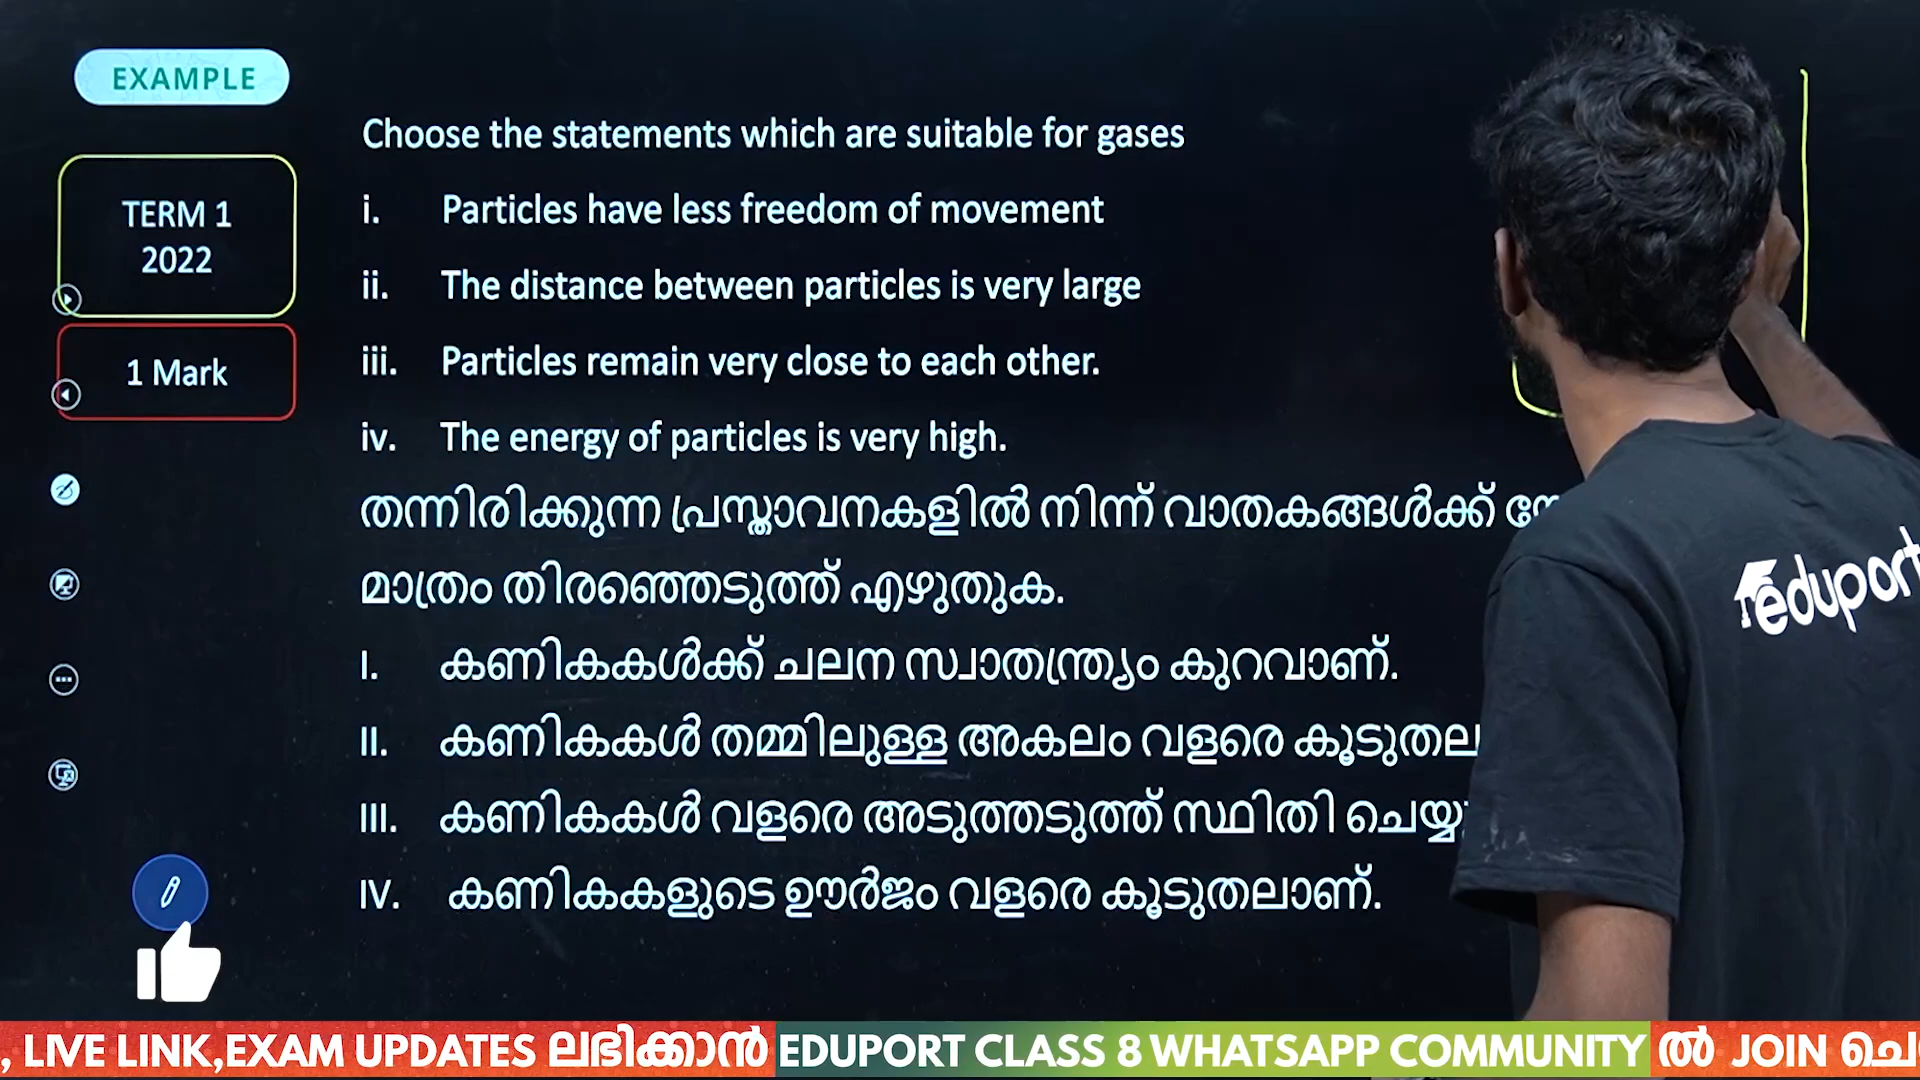 EXAMPLE
TERM 1
2022
1 Mark
Choose the statements which are suitable for gases
i. Particles have less freedom of movement
ii. The distance between particles is very large
iii. Particles remain very close to each other.
iv. The energy of particles is very high.
തന്നിരിക്കുന്ന പ്രസ്താവനകളിൽ നിന്ന് വാതകങ്ങൾക്ക്
മാത്രം തിരഞ്ഞെടുത്ത് എഴുതുക.
I. കണികകൾക്ക് ചലന സ്വാതന്ത്ര്യം കുറവാണ്.
II. കണികകൾ തമ്മിലുള്ള അകലം വളരെ
III. കണികകൾ വളരെ അടുത്തടുത്ത് സ്ഥിതി
IV. കണികകളുടെ ഊർജം വളരെ കൂടുതലാണ്.
eduport
, LIVE LINK,EXAM UPDATES ലഭിക്കാൻ EDUPORT CLASS 8 WHATSAPP COMMUNITY ൽ JOIN